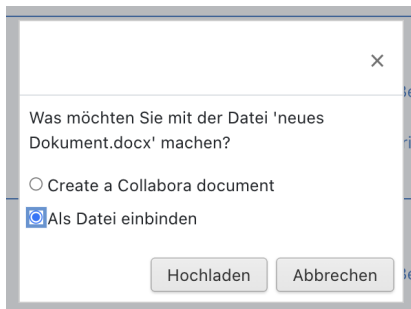 Was möchten Sie mit der Datei 'neues
Dokument.docx' machen?
Create a Collabora document
Als Datei einbinden
Hochladen
Abbrechen